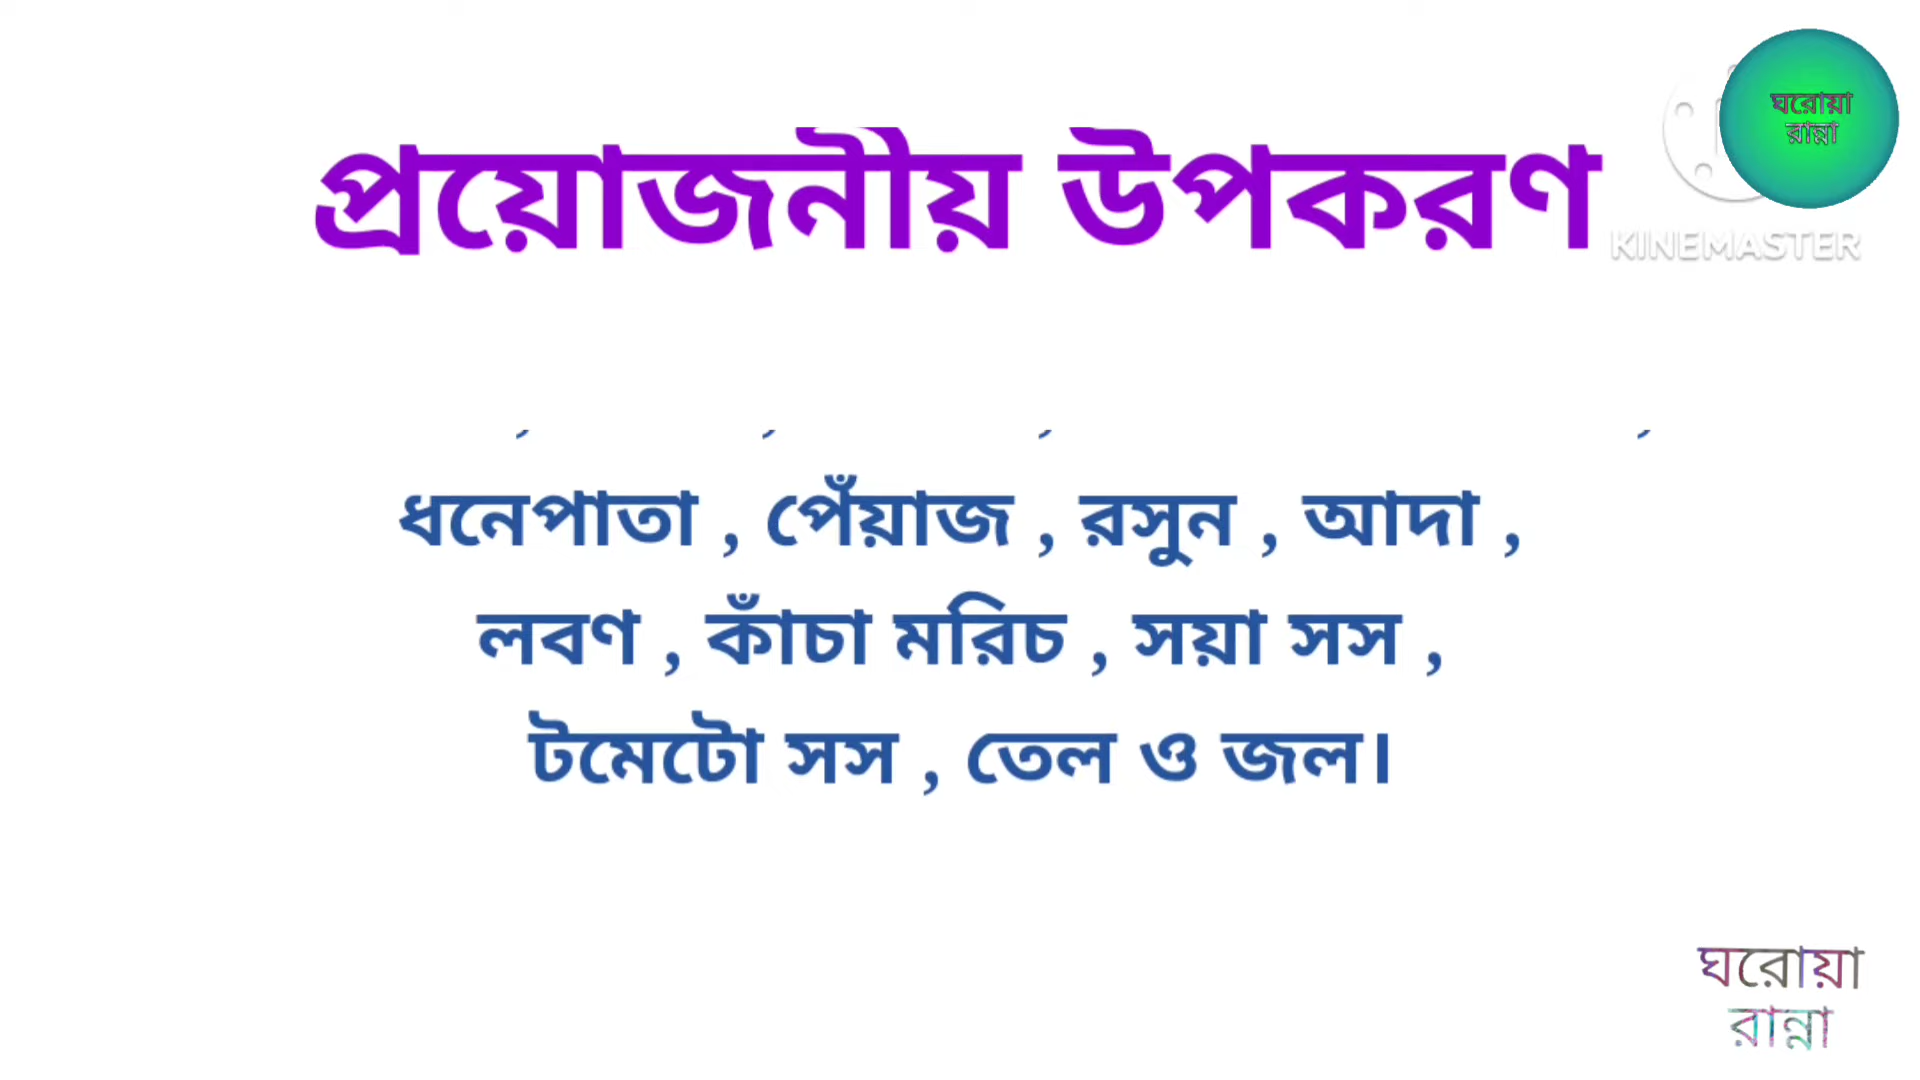 ঘরোয়া
রান্না
প্রয়োজনীয় উপকরণ
KINEMASTER
ধনেপাতা , পেঁয়াজ , রসুন , আদা ,
লবণ , কাঁচা মরিচ , সয়া সস ,
টমেটো সস , তেল ও জল।
ঘরোয়া
রান্না